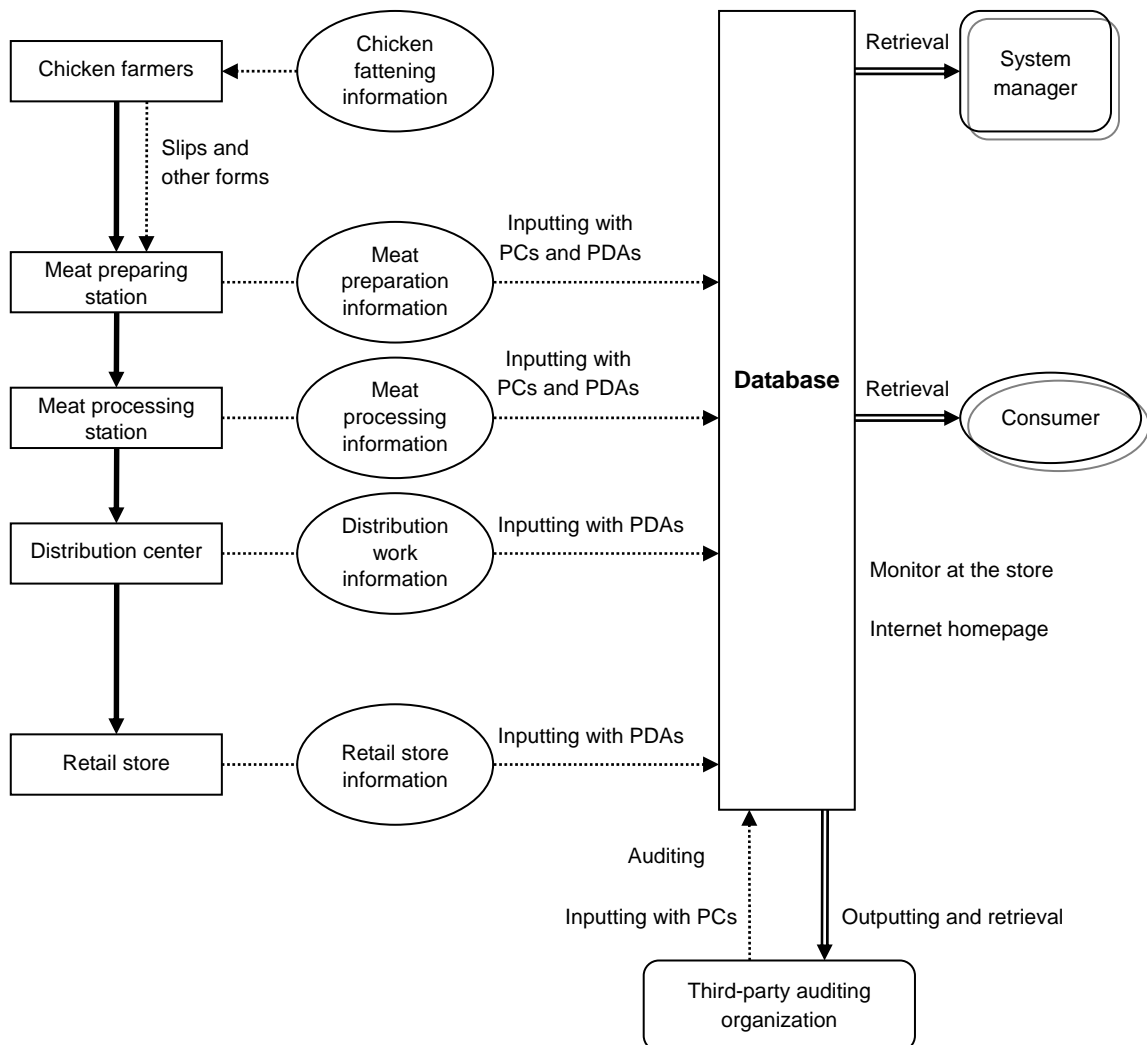 Chicken farmers
Chicken
fattening
information
Retrieval
System
manager
Slips and
other forms
Meat preparing
station
Meat
preparation
information
Inputting with
PCs and PDAs
Meat processing
station
Meat
processing
information
Inputting with
PCs and PDAs
Database
Retrieval
Consumer
Distribution center
Distribution
work
information
Inputting with PDAs
Monitor at the store
Internet homepage
Retail store
Retail store
information
Inputting with PDAs
Auditing
Inputting with PCs
Outputting and retrieval
Third-party auditing
organization